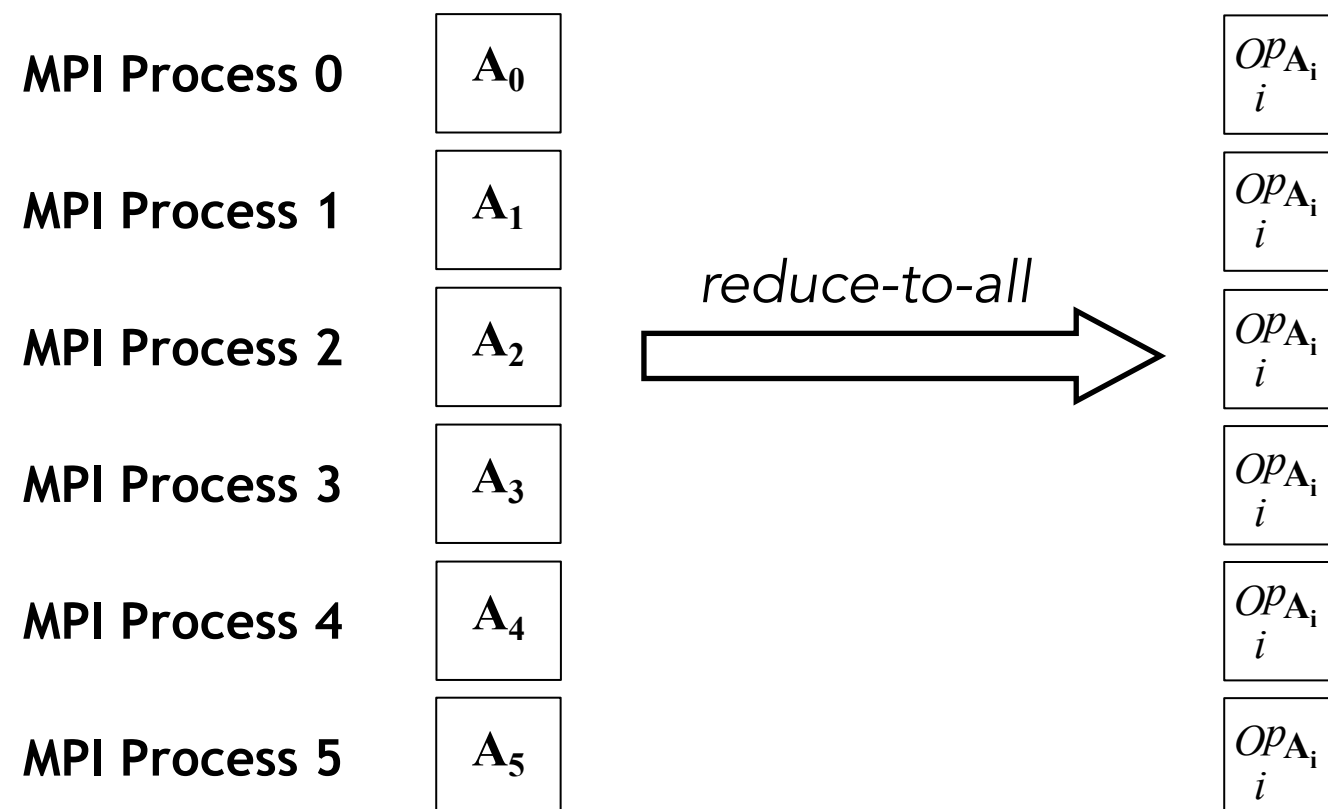 MPI Process 0 A₀ Op Aᵢ
i
MPI Process 1 A₁ Op Aᵢ
i
reduce-to-all
MPI Process 2 A₂ Op Aᵢ
i
MPI Process 3 A₃ Op Aᵢ
i
MPI Process 4 A₄ Op Aᵢ
i
MPI Process 5 A₅ Op Aᵢ
i